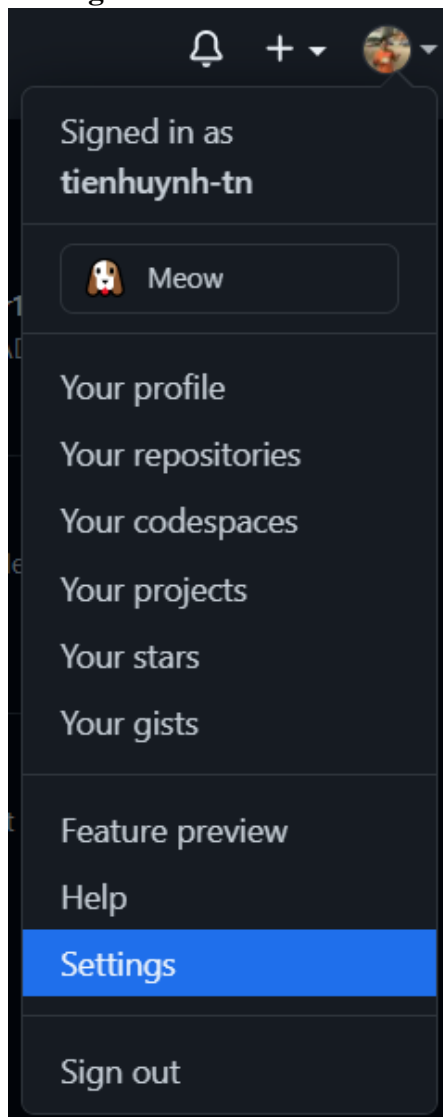 Signed in as
tienhuynh-tn
Meow
Your profile
Your repositories
Your codespaces
Your projects
Your stars
Your gists
Feature preview
Help
Settings
Sign out